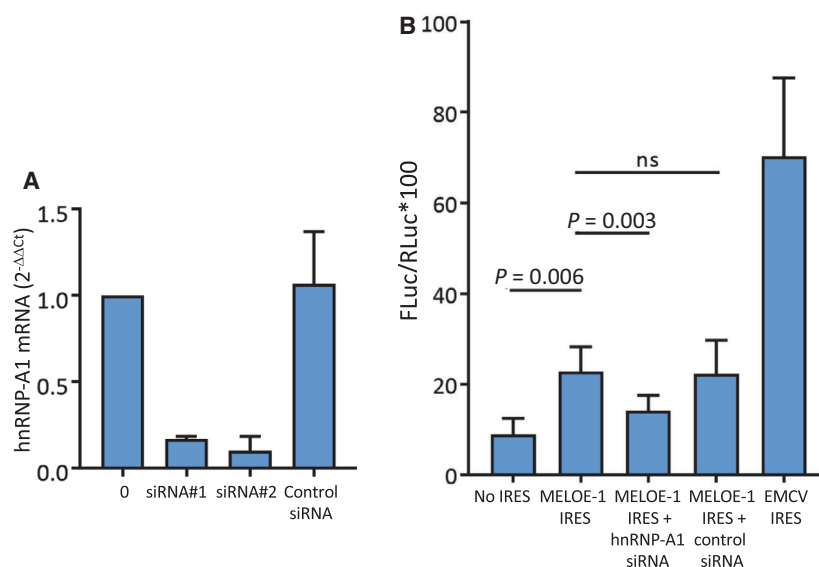 A
hnRNP-A1 mRNA (2-ΔΔCt)
1.5
1.0
0.5
0.0
0 siRNA#1 siRNA#2 Control
siRNA
B
FLuc/RLuc*100
100
80
60
40
20
0
ns
P = 0.003
P = 0.006
No IRES MELOE-1 MELOE-1 MELOE-1 EMCV
IRES IRES + IRES + IRES
hnRNP-A1 control
siRNA siRNA